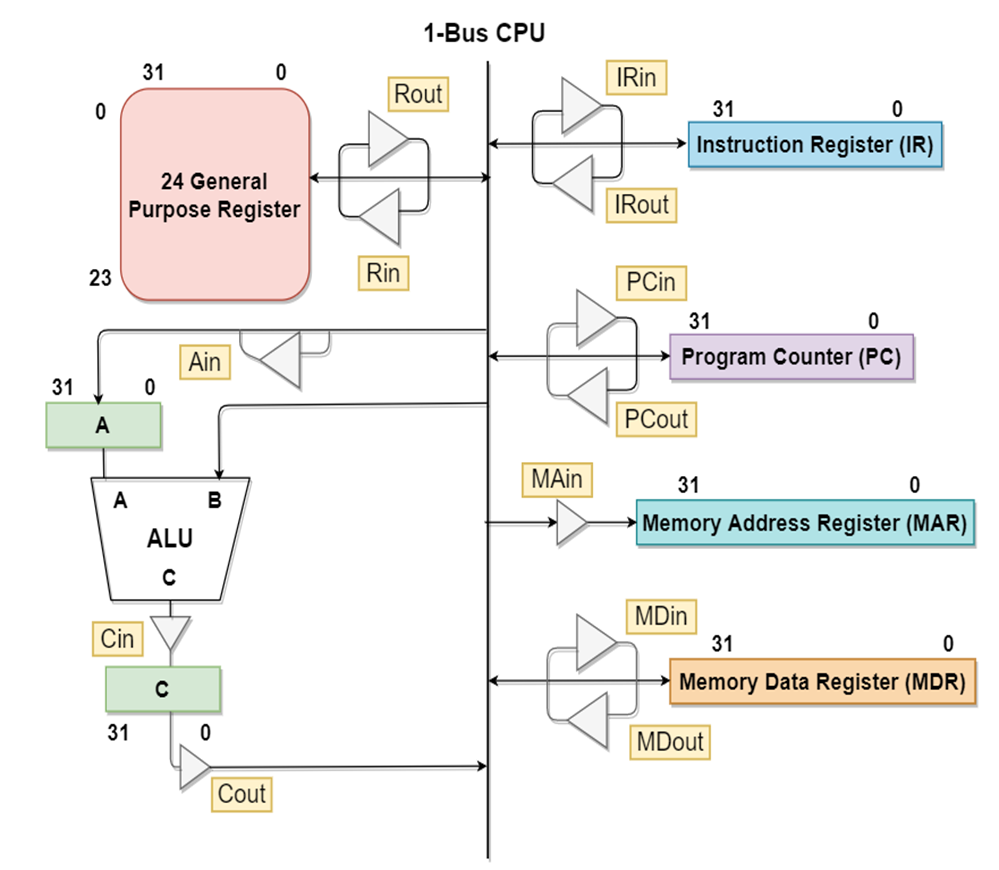 1-Bus CPU
31
0
0
24 General
Purpose Register
23
Rout
Rin
IRin
31
0
Instruction Register (IR)
IRout
Ain
31
0
A
A
B
ALU
C
Cin
C
31
0
Cout
PCin
31
0
Program Counter (PC)
PCout
MAin
31
0
Memory Address Register (MAR)
MDin
31
0
Memory Data Register (MDR)
MDout